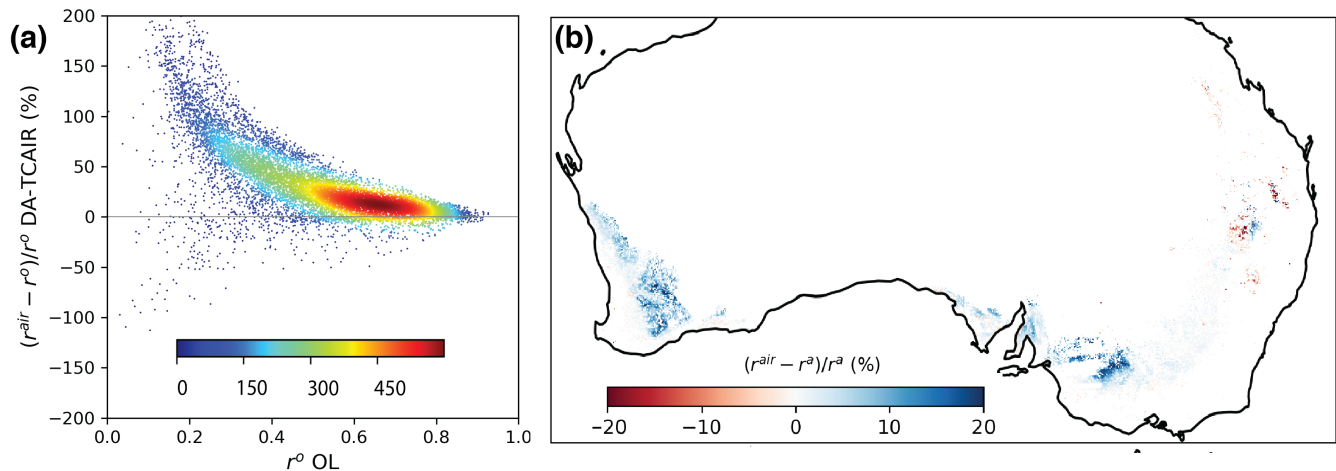 (a)
200
150
100
50
0
−50
−100
−150
−200
(r^air − r^o)/r^o DA-TCAIR (%)
0 150 300 450
0.0 0.2 0.4 0.6 0.8 1.0
r^o OL
(b)
(r^air − r^a)/r^a (%)
−20 −10 0 10 20